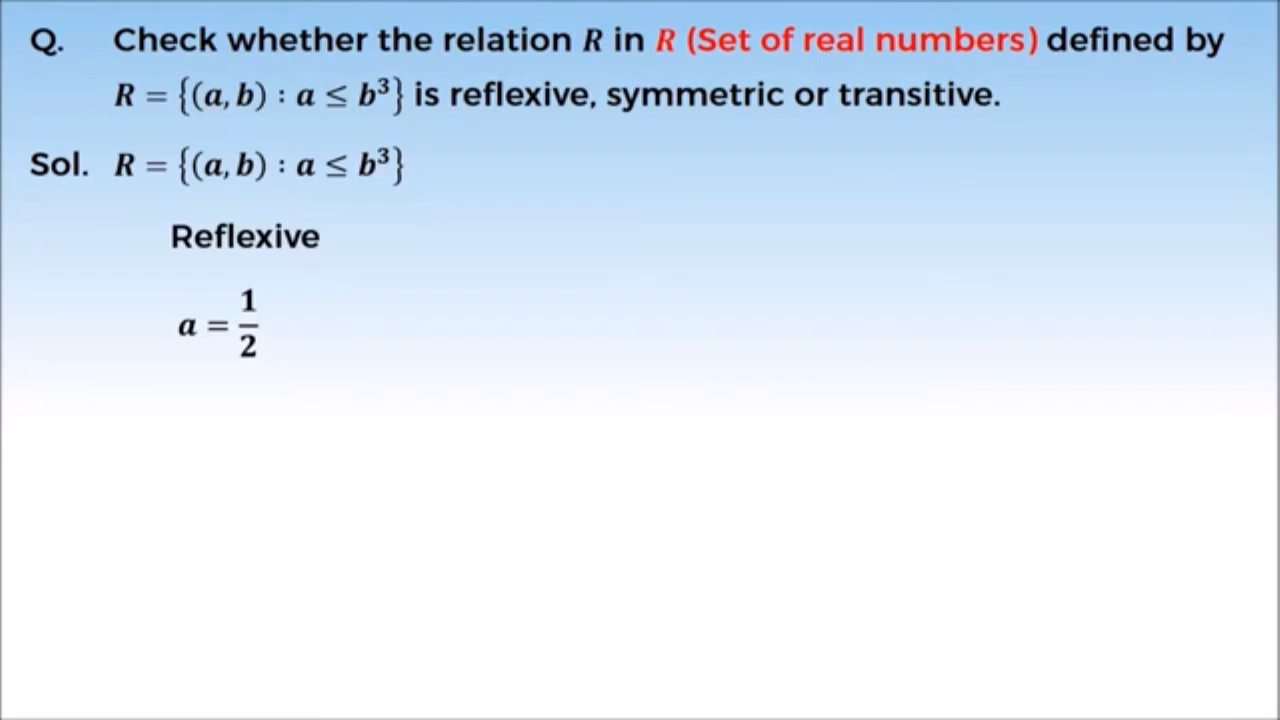 Q. Check whether the relation R in R (Set of real numbers) defined by
R = {(a, b) : a ≤ b³} is reflexive, symmetric or transitive.
Sol. R = {(a, b) : a ≤ b³}
Reflexive
a = 1/2